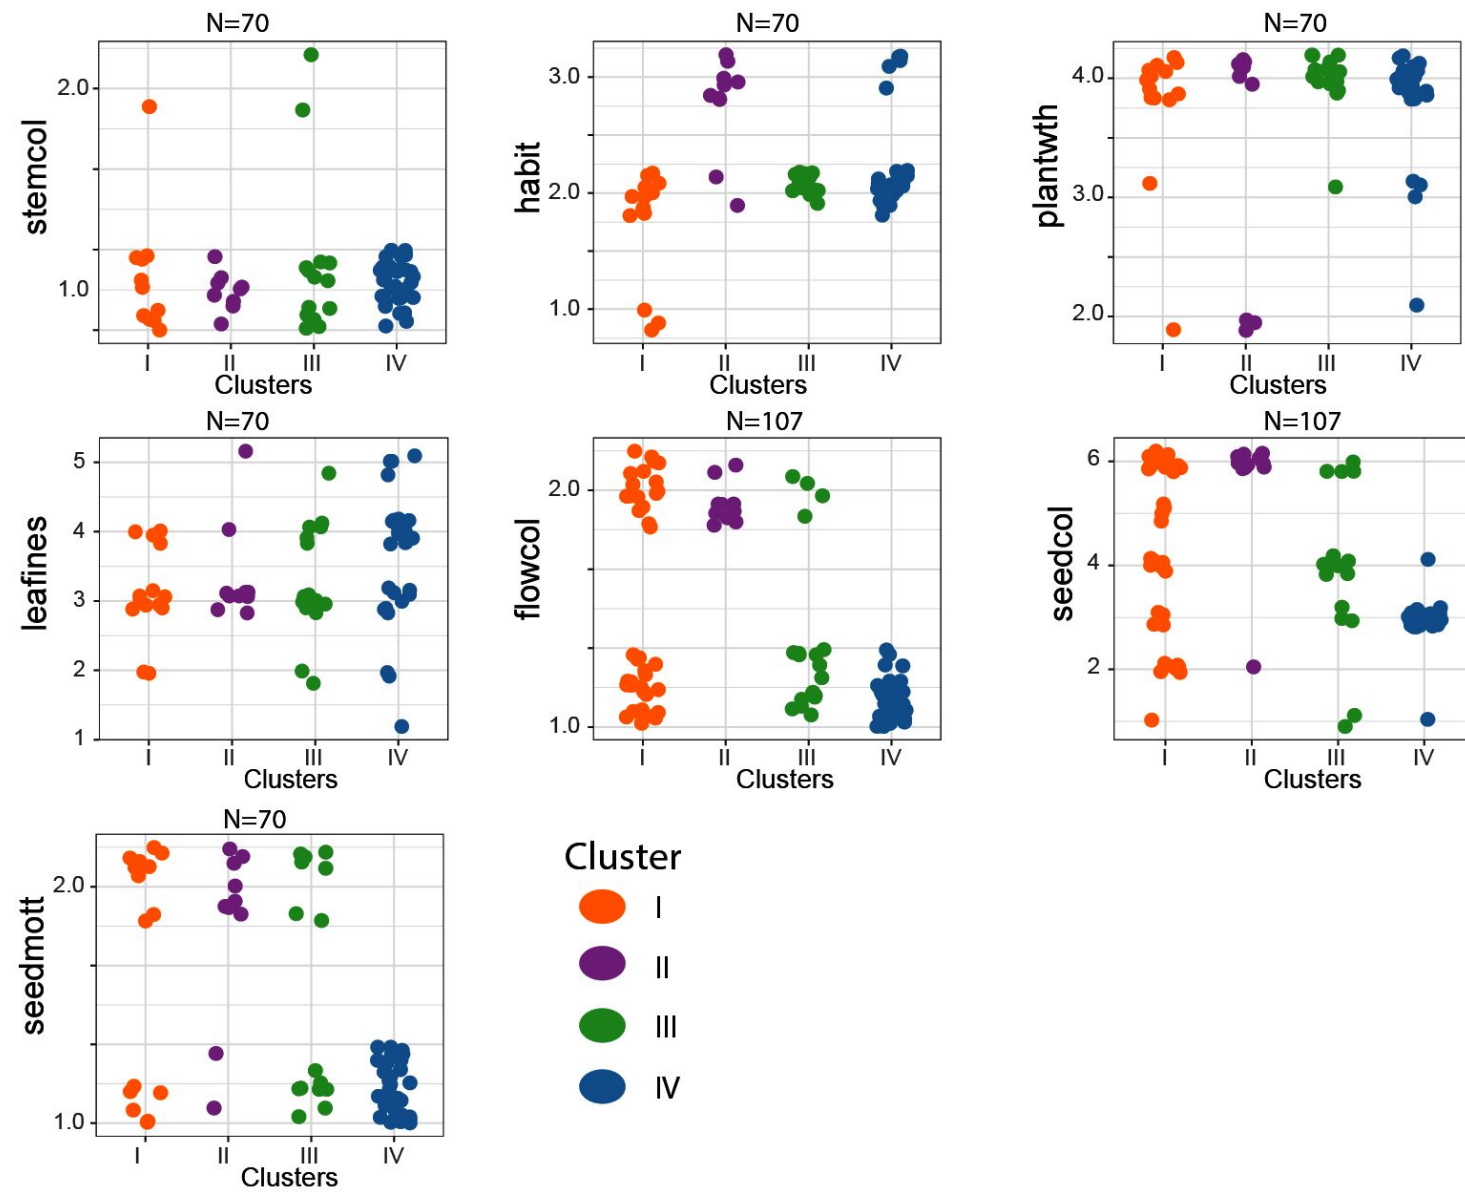 N=70
stemcol
2.0
1.0
I II III IV
Clusters
N=70
habit
3.0
2.0
1.0
I II III IV
Clusters
N=70
plantwth
4.0
3.0
2.0
I II III IV
Clusters
N=70
leafines
5
4
3
2
1
I II III IV
Clusters
N=107
flowcol
2.0
1.0
I II III IV
Clusters
N=107
seedcol
6
4
2
I II III IV
Clusters
N=70
seedmott
2.0
1.0
I II III IV
Clusters
Cluster
I
II
III
IV